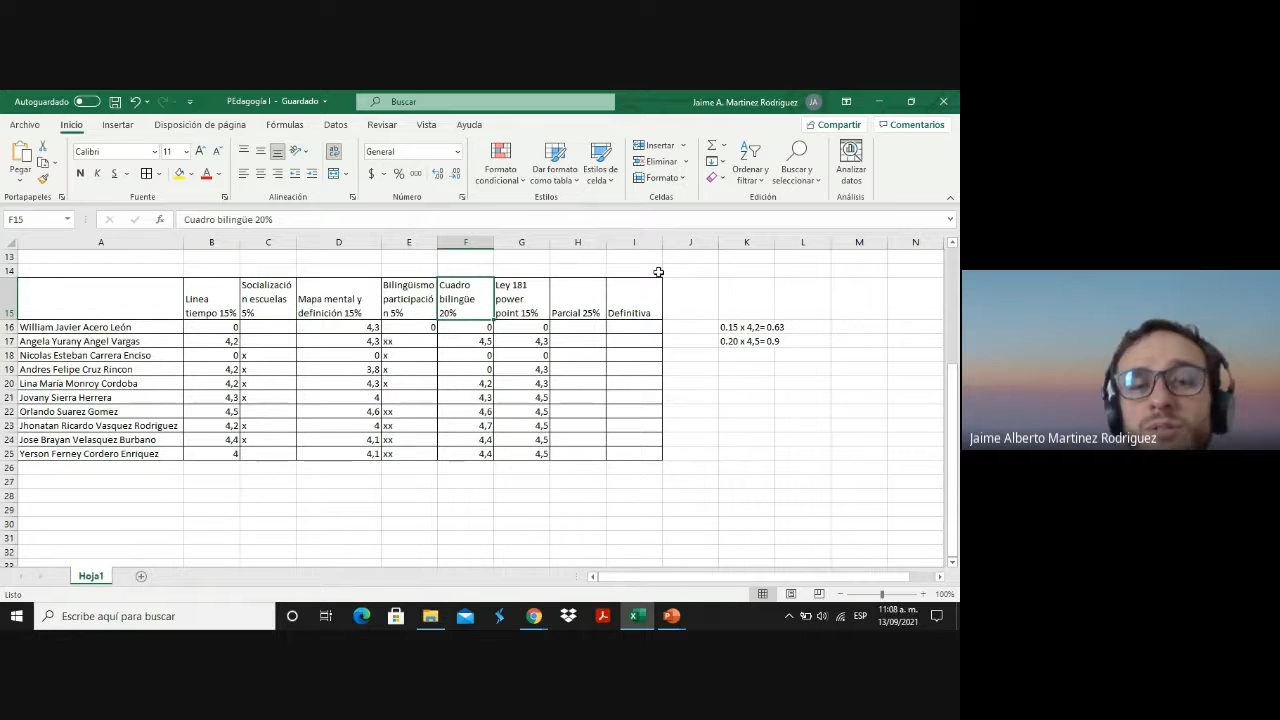 Autoguardado
PEdagogía I - Guardado
Buscar
Jaime A. Martinez Rodriguez
JA
Archivo Inicio Insertar Disposición de página Fórmulas Datos Revisar Vista Ayuda
Compartir Comentarios
Pegar
Calibri 11
N K S
General
$ % 000
Formato condicional
Dar formato como tabla
Estilos de celda
Insertar
Eliminar
Formato
Ordenar y filtrar
Buscar y seleccionar
Analizar datos
Portapapeles Fuente Alineación Número Estilos Celdas Edición Análisis
F15 fx Cuadro bilingüe 20%
A B C D E F G H I J K L M N
13
14
15 Linea tiempo 15% Socializació n escuelas 5% Mapa mental y definición 15% Bilingüismo participació n 5% Cuadro bilingüe 20% Ley 181 power point 15% Parcial 25% Definitiva
16 William Javier Acero León 0 4,3 0 0 0 0.15 x 4,2= 0.63
17 Angela Yurany Angel Vargas 4,2 4,3 xx 4,5 4,3 0.20 x 4,5= 0.9
18 Nicolas Esteban Carrera Enciso 0 x 0 x 0 0
19 Andres Felipe Cruz Rincon 4,2 x 3,8 x 0 4,3
20 Lina Maria Monroy Cordoba 4,2 x 4,3 x 4,2 4,3
21 Jovany Sierra Herrera 4,3 x 4 4,3 4,5
22 Orlando Suarez Gomez 4,5 4,6 xx 4,6 4,5
23 Jhonatan Ricardo Vasquez Rodriguez 4,2 x 4 xx 4,7 4,5
24 Jose Brayan Velasquez Burbano 4,4 x 4,1 xx 4,4 4,5
25 Yerson Ferney Cordero Enriquez 4 4,1 xx 4,4 4,5
26
27
28
29
30
31
32
Hoja1
Listo
100%
Escribe aquí para buscar
ESP
11:08 a. m.
13/09/2021
Jaime Alberto Martinez Rodriguez